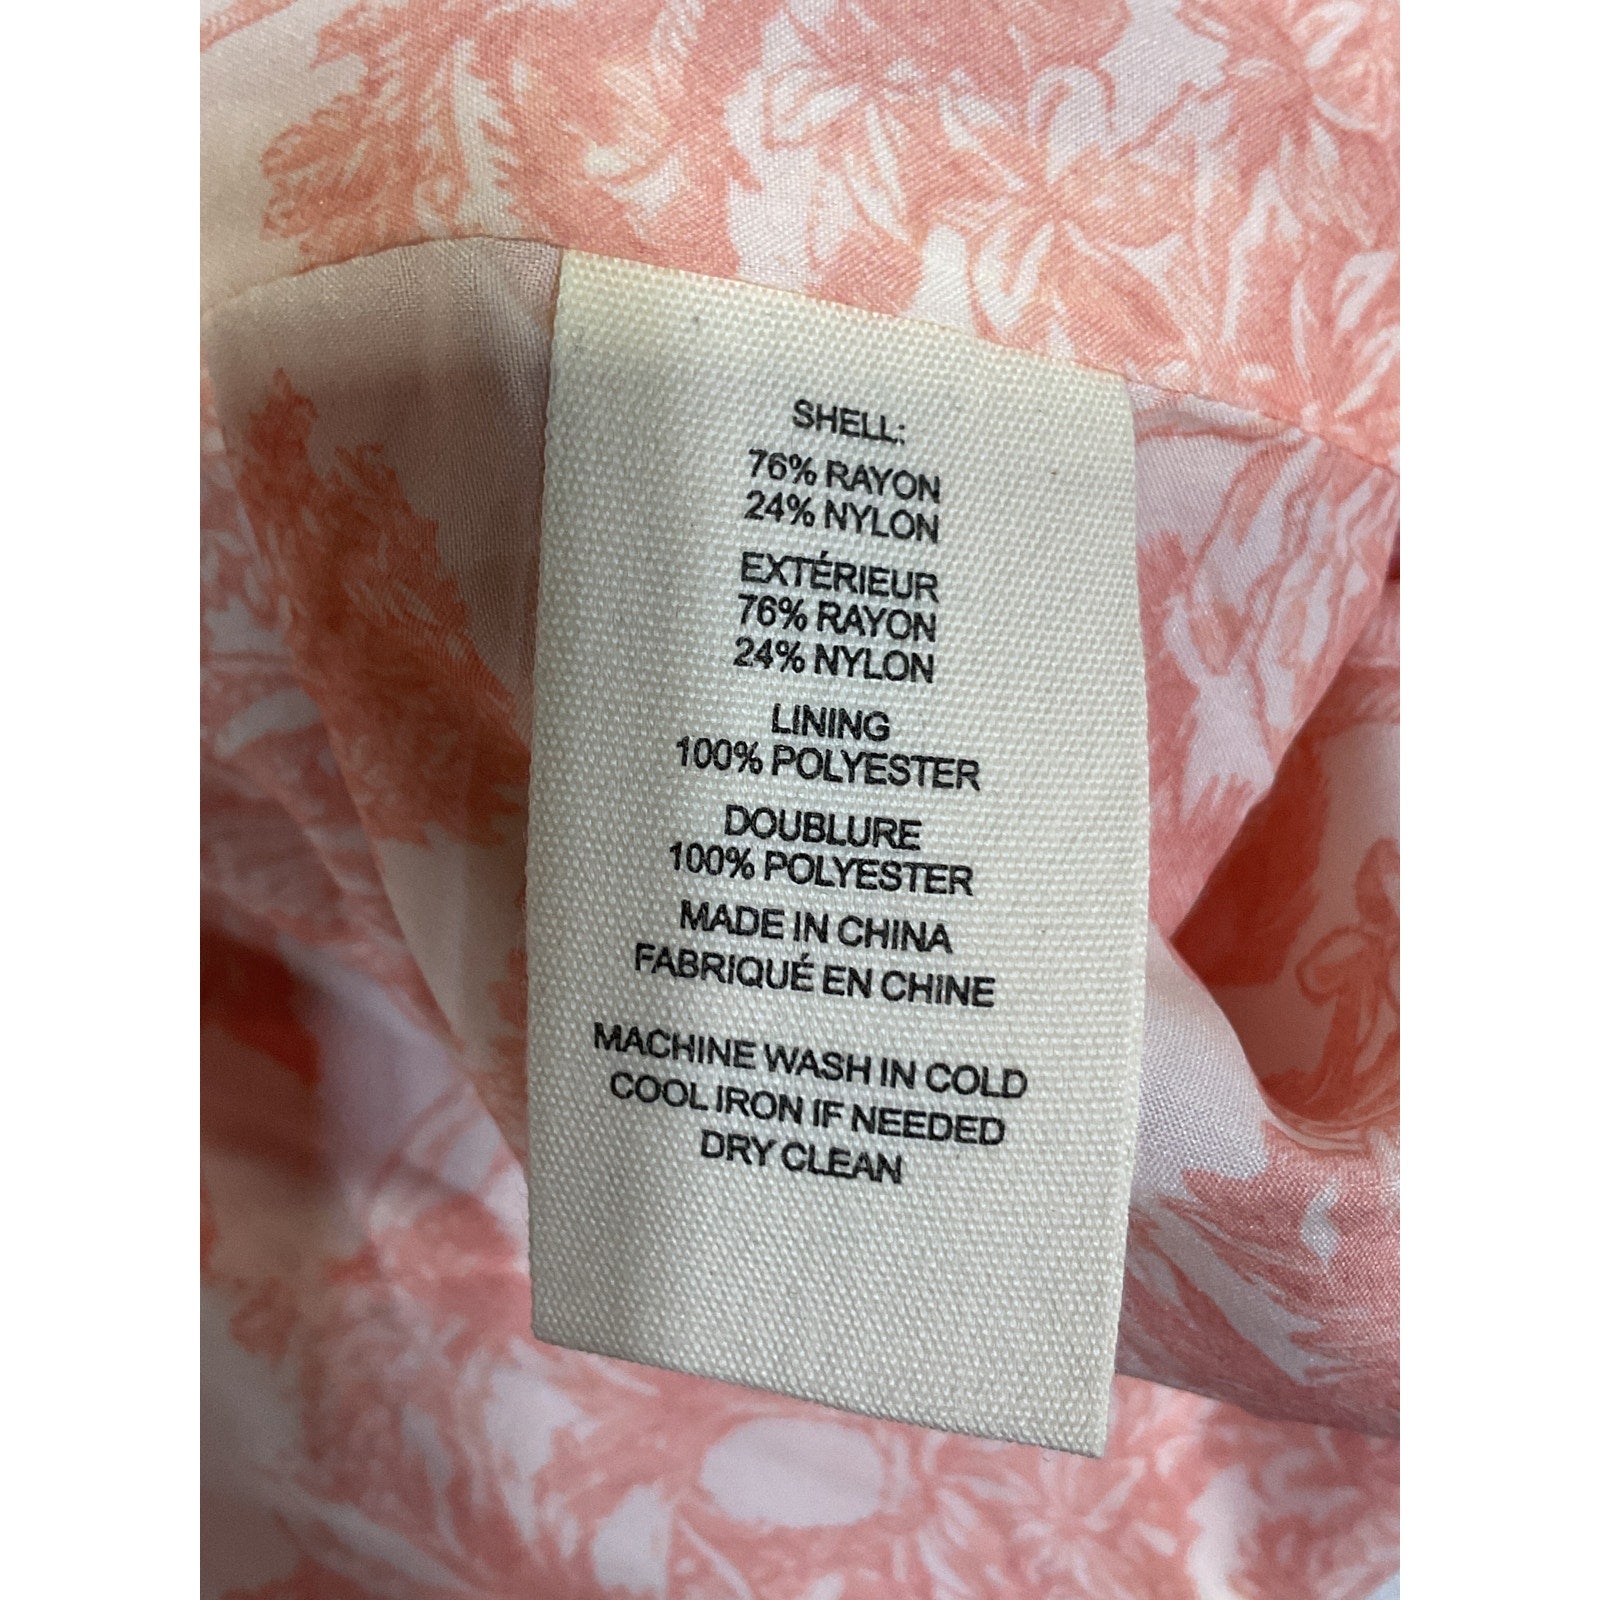 SHELL:
76% RAYON
24% NYLON
EXTÉRIEUR
76% RAYON
24% NYLON
LINING
100% POLYESTER
DOUBLURE
100% POLYESTER
MADE IN CHINA
FABRIQUÉ EN CHINE
MACHINE WASH IN COLD
COOL IRON IF NEEDED
DRY CLEAN